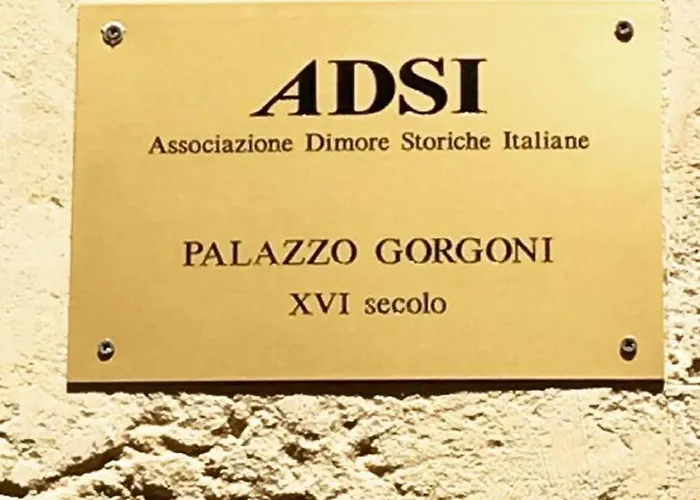 ADSI
Associazione Dimore Storiche Italiane
PALAZZO GORGONI
XVI secolo